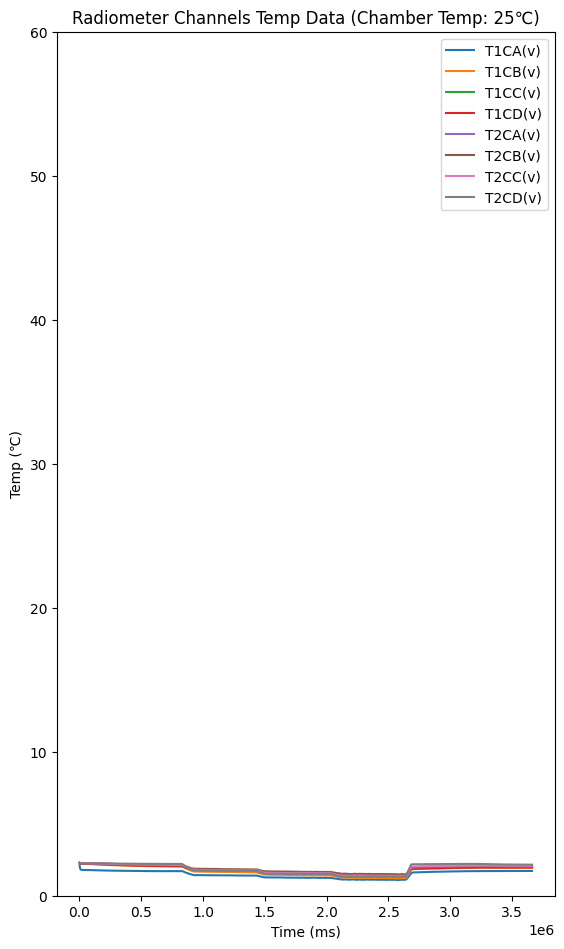 Radiometer Channels Temp Data (Chamber Temp: 25℃)
T1CA(v)
T1CB(v)
T1CC(v)
T1CD(v)
T2CA(v)
T2CB(v)
T2CC(v)
T2CD(v)
60
50
40
30
20
10
0
Temp (℃)
0.0 0.5 1.0 1.5 2.0 2.5 3.0 3.5
1e6
Time (ms)